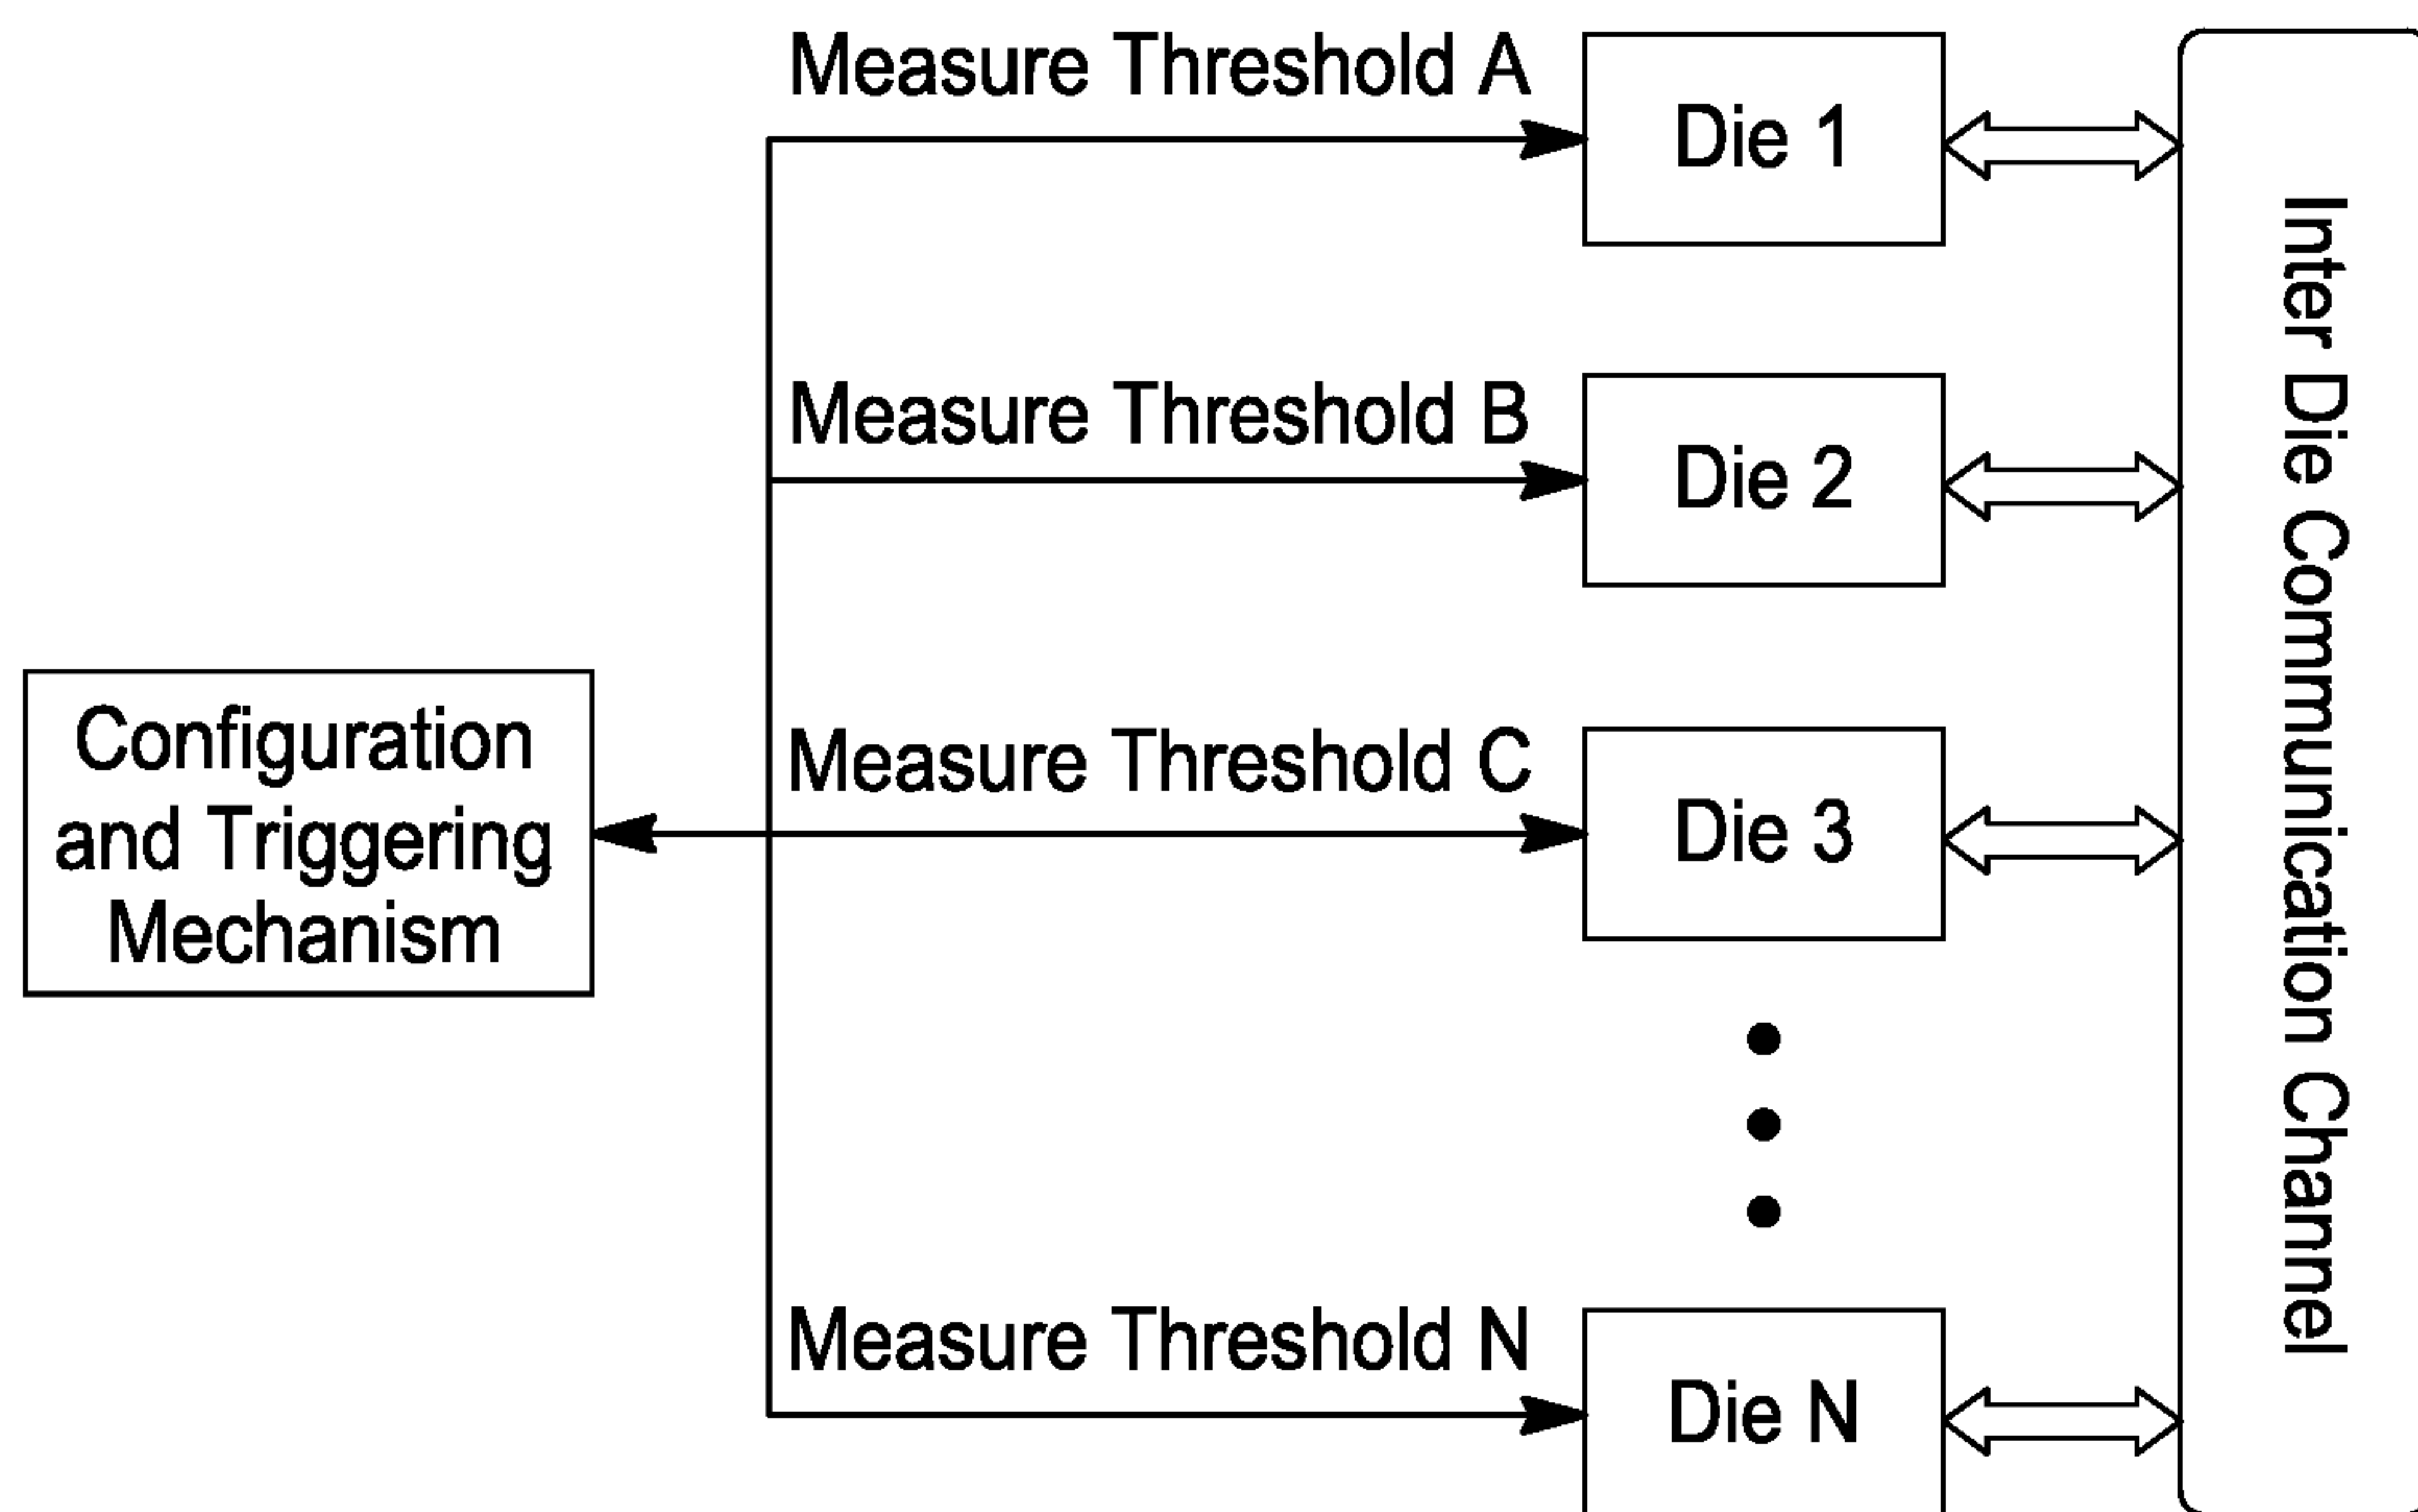 Measure Threshold A
Die 1
Measure Threshold B
Die 2
Configuration
and Triggering
Mechanism
Measure Threshold C
Die 3
Measure Threshold N
Die N
Inter Die Communication Channel